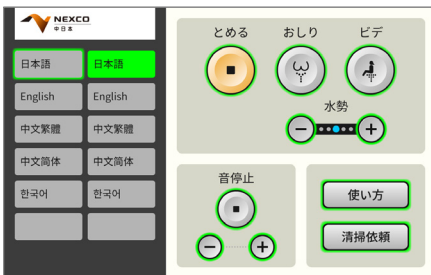 NEXCO
中日本
日本語 日本語
English English
中文繁體 中文繁體
中文简体 中文简体
한국어 한국어
とめる おしり ビデ
水勢
音停止
使い方
清掃依頼